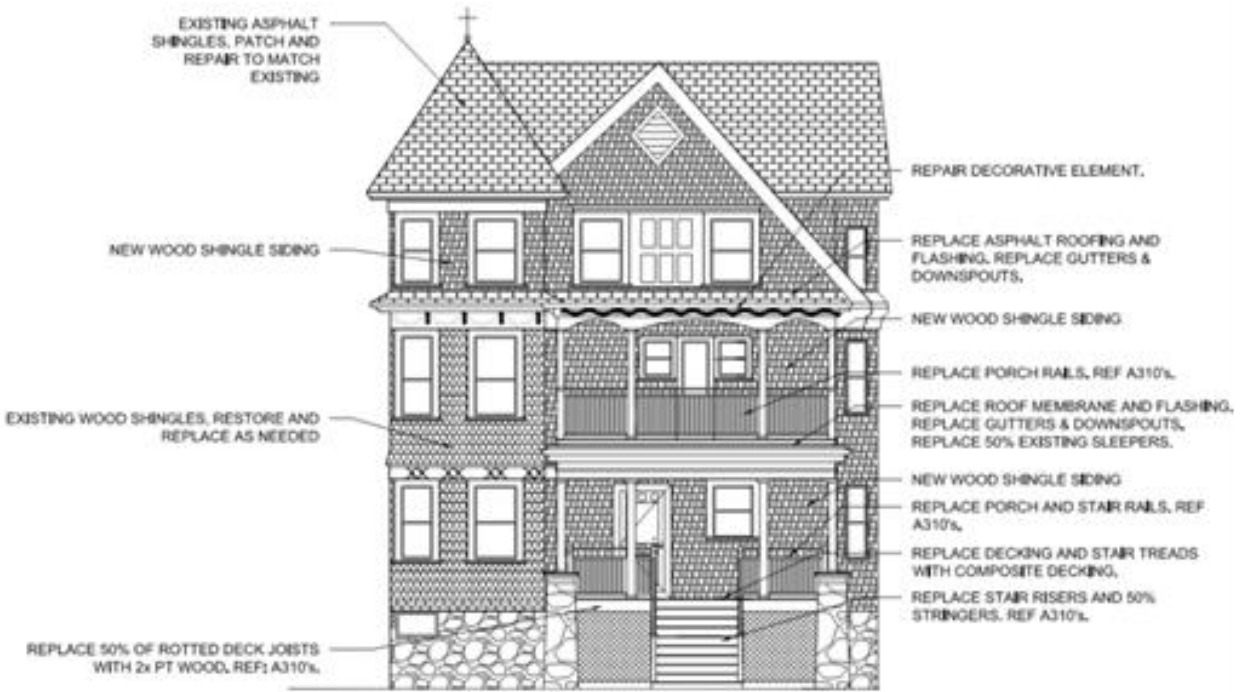 EXISTING ASPHALT
SHINGLES, PATCH AND
REPAIR TO MATCH
EXISTING
NEW WOOD SHINGLE SIDING
EXISTING WOOD SHINGLES, RESTORE AND
REPLACE AS NEEDED
REPLACE 50% OF ROTTED DECK JOISTS
WITH 2x PT WOOD. REF: A310's.
REPAIR DECORATIVE ELEMENT.
REPLACE ASPHALT ROOFING AND
FLASHING. REPLACE GUTTERS &
DOWNSPOUTS.
NEW WOOD SHINGLE SIDING
REPLACE PORCH RAILS. REF A310's.
REPLACE ROOF MEMBRANE AND FLASHING.
REPLACE GUTTERS & DOWNSPOUTS.
REPLACE 50% EXISTING SLEEPERS.
NEW WOOD SHINGLE SIDING
REPLACE PORCH AND STAIR RAILS. REF
A310's.
REPLACE DECKING AND STAIR TREADS
WITH COMPOSITE DECKING.
REPLACE STAIR RISERS AND 50%
STRINGERS. REF A310's.